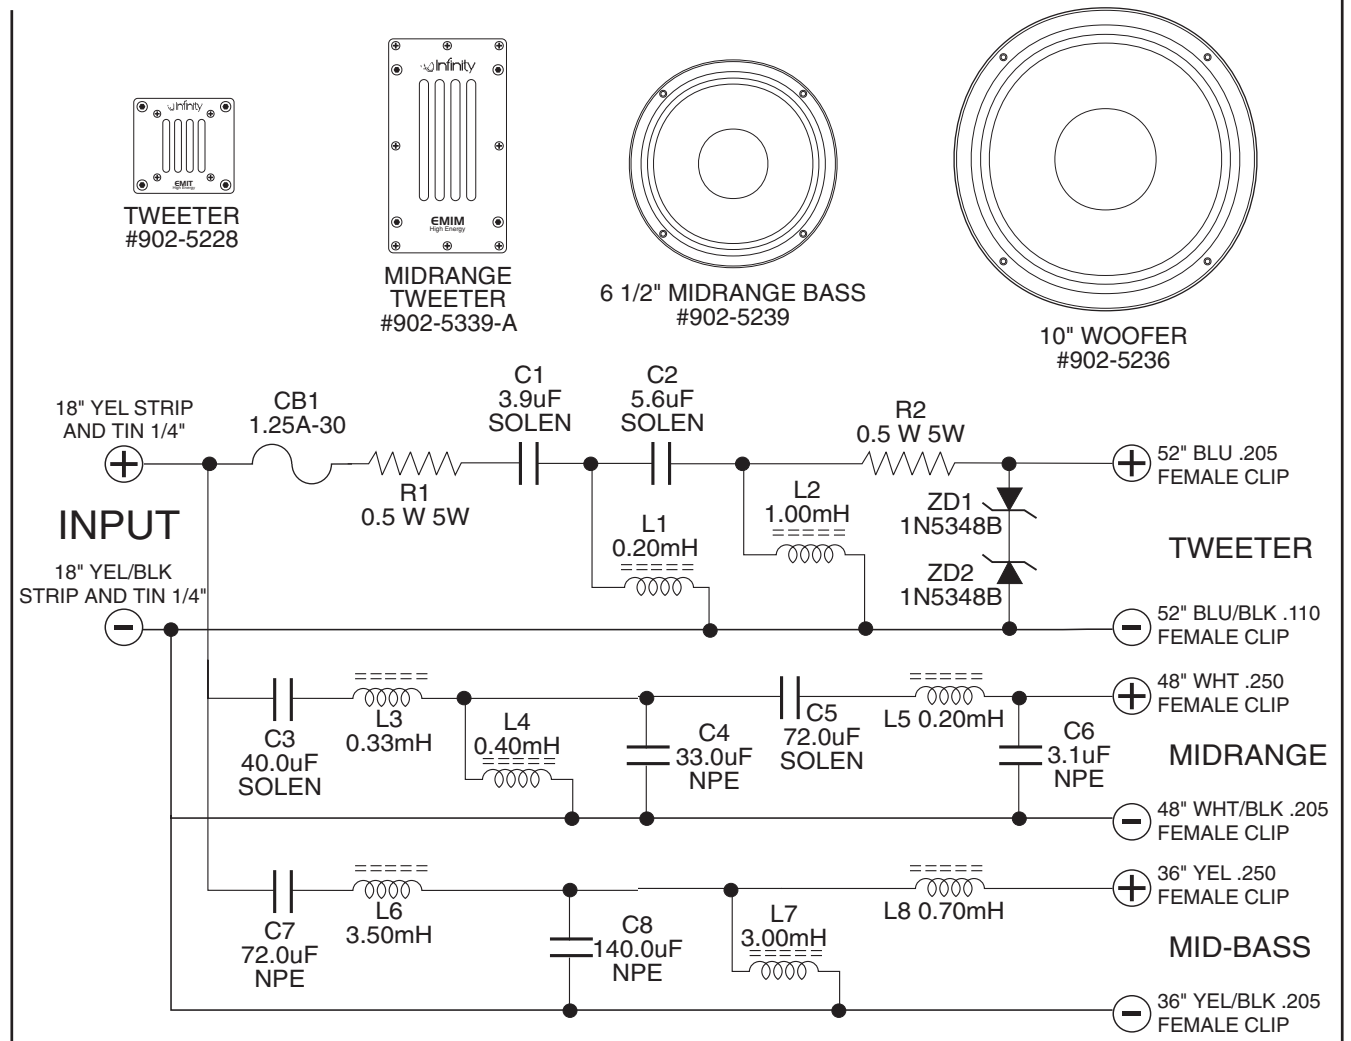 Infinity
EMIT
High Energy
TWEETER
#902-5228
Infinity
EMIM
High Energy
MIDRANGE
TWEETER
#902-5339-A
6 1/2" MIDRANGE BASS
#902-5239
10" WOOFER
#902-5236
18" YEL STRIP
AND TIN 1/4"
INPUT
18" YEL/BLK
STRIP AND TIN 1/4"
CB1
1.25A-30
R1
0.5 W 5W
C1
3.9uF
SOLEN
C2
5.6uF
SOLEN
L1
0.20mH
L2
1.00mH
R2
0.5 W 5W
ZD1
1N5348B
ZD2
1N5348B
52" BLU .205
FEMALE CLIP
TWEETER
52" BLU/BLK .110
FEMALE CLIP
C3
40.0uF
SOLEN
L3
0.33mH
L4
0.40mH
C4
33.0uF
NPE
C5
72.0uF
SOLEN
L5 0.20mH
C6
3.1uF
NPE
48" WHT .250
FEMALE CLIP
MIDRANGE
48" WHT/BLK .205
FEMALE CLIP
C7
72.0uF
NPE
L6
3.50mH
C8
140.0uF
NPE
L7
3.00mH
L8 0.70mH
36" YEL .250
FEMALE CLIP
MID-BASS
36" YEL/BLK .205
FEMALE CLIP